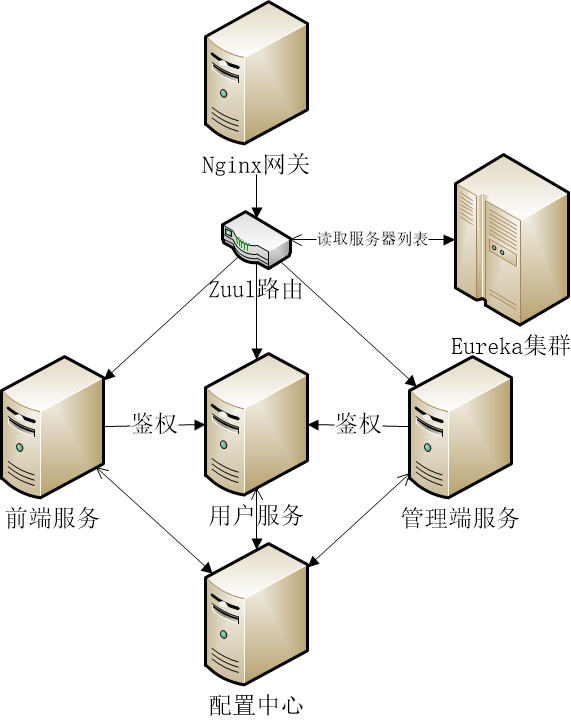 Nginx网关
读取服务器列表
Zuul路由
Eureka集群
鉴权
鉴权
前端服务
用户服务
管理端服务
配置中心